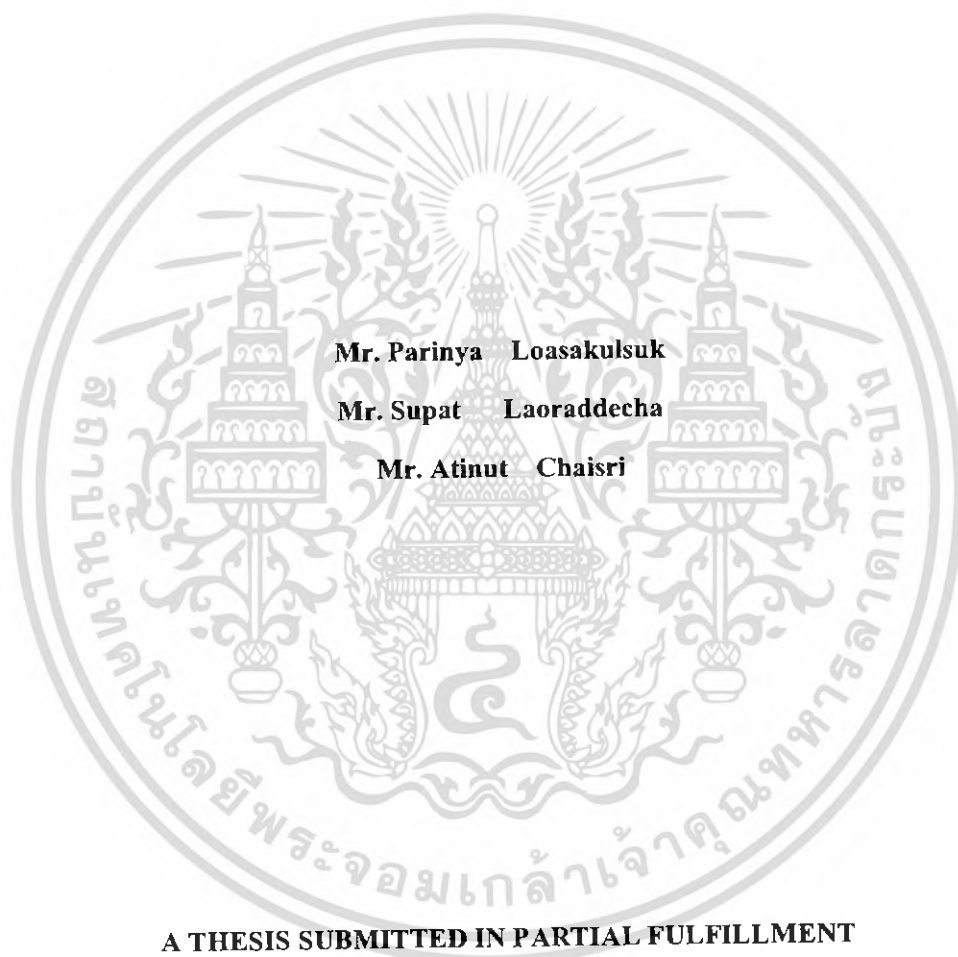 Mr. Parinya Loasakulsuk
Mr. Supat Laoraddecha
Mr. Atinut Chaisri
สถาบันเทคโนโลยีพระจอมเกล้าเจ้าคุณทหารลาดกระบัง
๔
A THESIS SUBMITTED IN PARTIAL FULFILLMENT